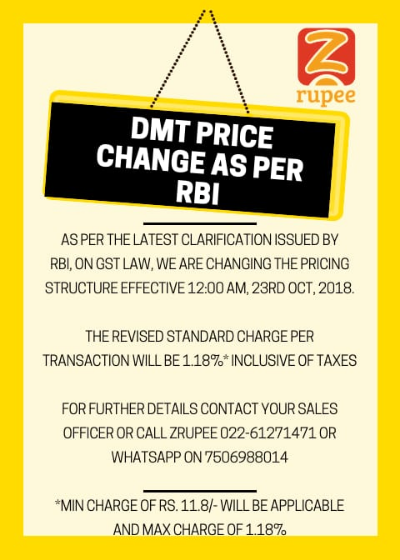 Z
rupee
DMT PRICE
CHANGE AS PER
RBI
AS PER THE LATEST CLARIFICATION ISSUED BY
RBI, ON GST LAW, WE ARE CHANGING THE PRICING
STRUCTURE EFFECTIVE 12:00 AM, 23RD OCT, 2018.
THE REVISED STANDARD CHARGE PER
TRANSACTION WILL BE 1.18%* INCLUSIVE OF TAXES
FOR FURTHER DETAILS CONTACT YOUR SALES
OFFICER OR CALL ZRUPEE 022-61271471 OR
WHATSAPP ON 7506988014
*MIN CHARGE OF RS. 11.8/- WILL BE APPLICABLE
AND MAX CHARGE OF 1.18%